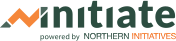 initiate
powered by NORTHERN INITIATIVES